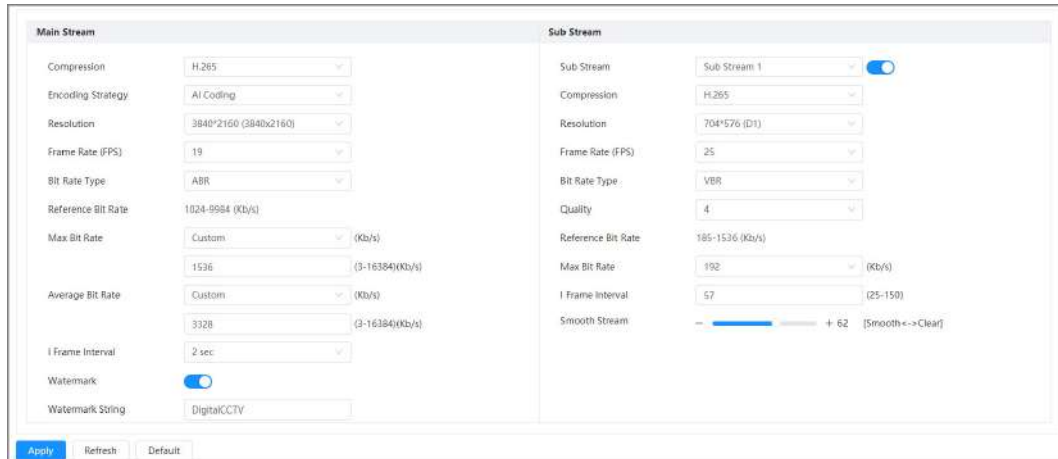 Main Stream
Compression H.265
Encoding Strategy AI Coding
Resolution 3840*2160 (3840x2160)
Frame Rate (FPS) 19
Bit Rate Type ABR
Reference Bit Rate 1024-9984 (Kb/s)
Max Bit Rate Custom (Kb/s)
1536 (3-16384)(Kb/s)
Average Bit Rate Custom (Kb/s)
3328 (3-16384)(Kb/s)
I Frame Interval 2 sec
Watermark
Watermark String DigitalCCTV
Sub Stream
Sub Stream Sub Stream 1
Compression H.265
Resolution 704*576 (D1)
Frame Rate (FPS) 25
Bit Rate Type VBR
Quality 4
Reference Bit Rate 185-1536 (Kb/s)
Max Bit Rate 192 (Kb/s)
I Frame Interval 57 (25-150)
Smooth Stream − + 62 [Smooth<->Clear]
Apply Refresh Default